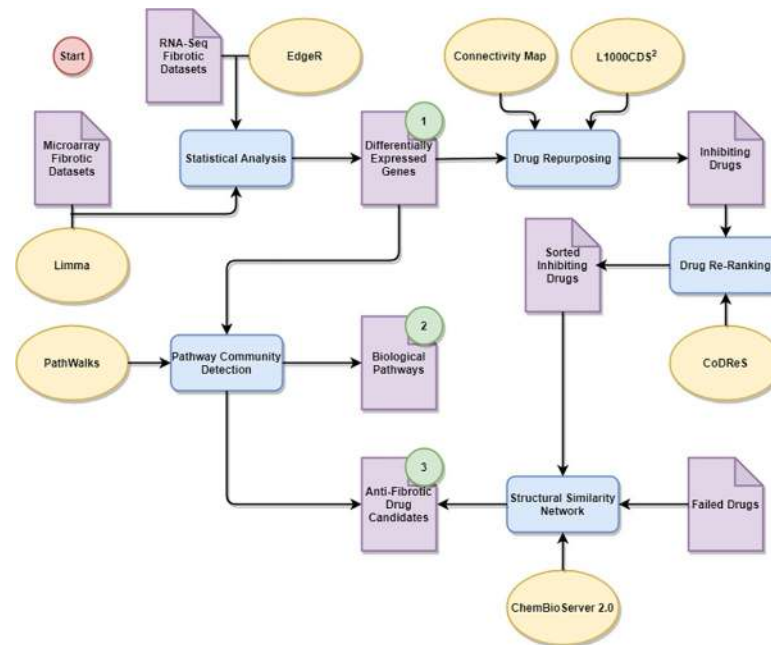 Start
RNA-Seq
Fibrotic
Datasets
EdgeR
Connectivity Map
L1000CDS²
Microarray
Fibrotic
Datasets
Statistical Analysis
1
Differentially
Expressed
Genes
Drug Repurposing
Inhibiting
Drugs
Limma
Sorted
Inhibiting
Drugs
Drug Re-Ranking
PathWalks
Pathway Community
Detection
2
Biological
Pathways
CoDReS
3
Anti-Fibrotic
Drug
Candidates
Structural Similarity
Network
Failed Drugs
ChemBioServer 2.0